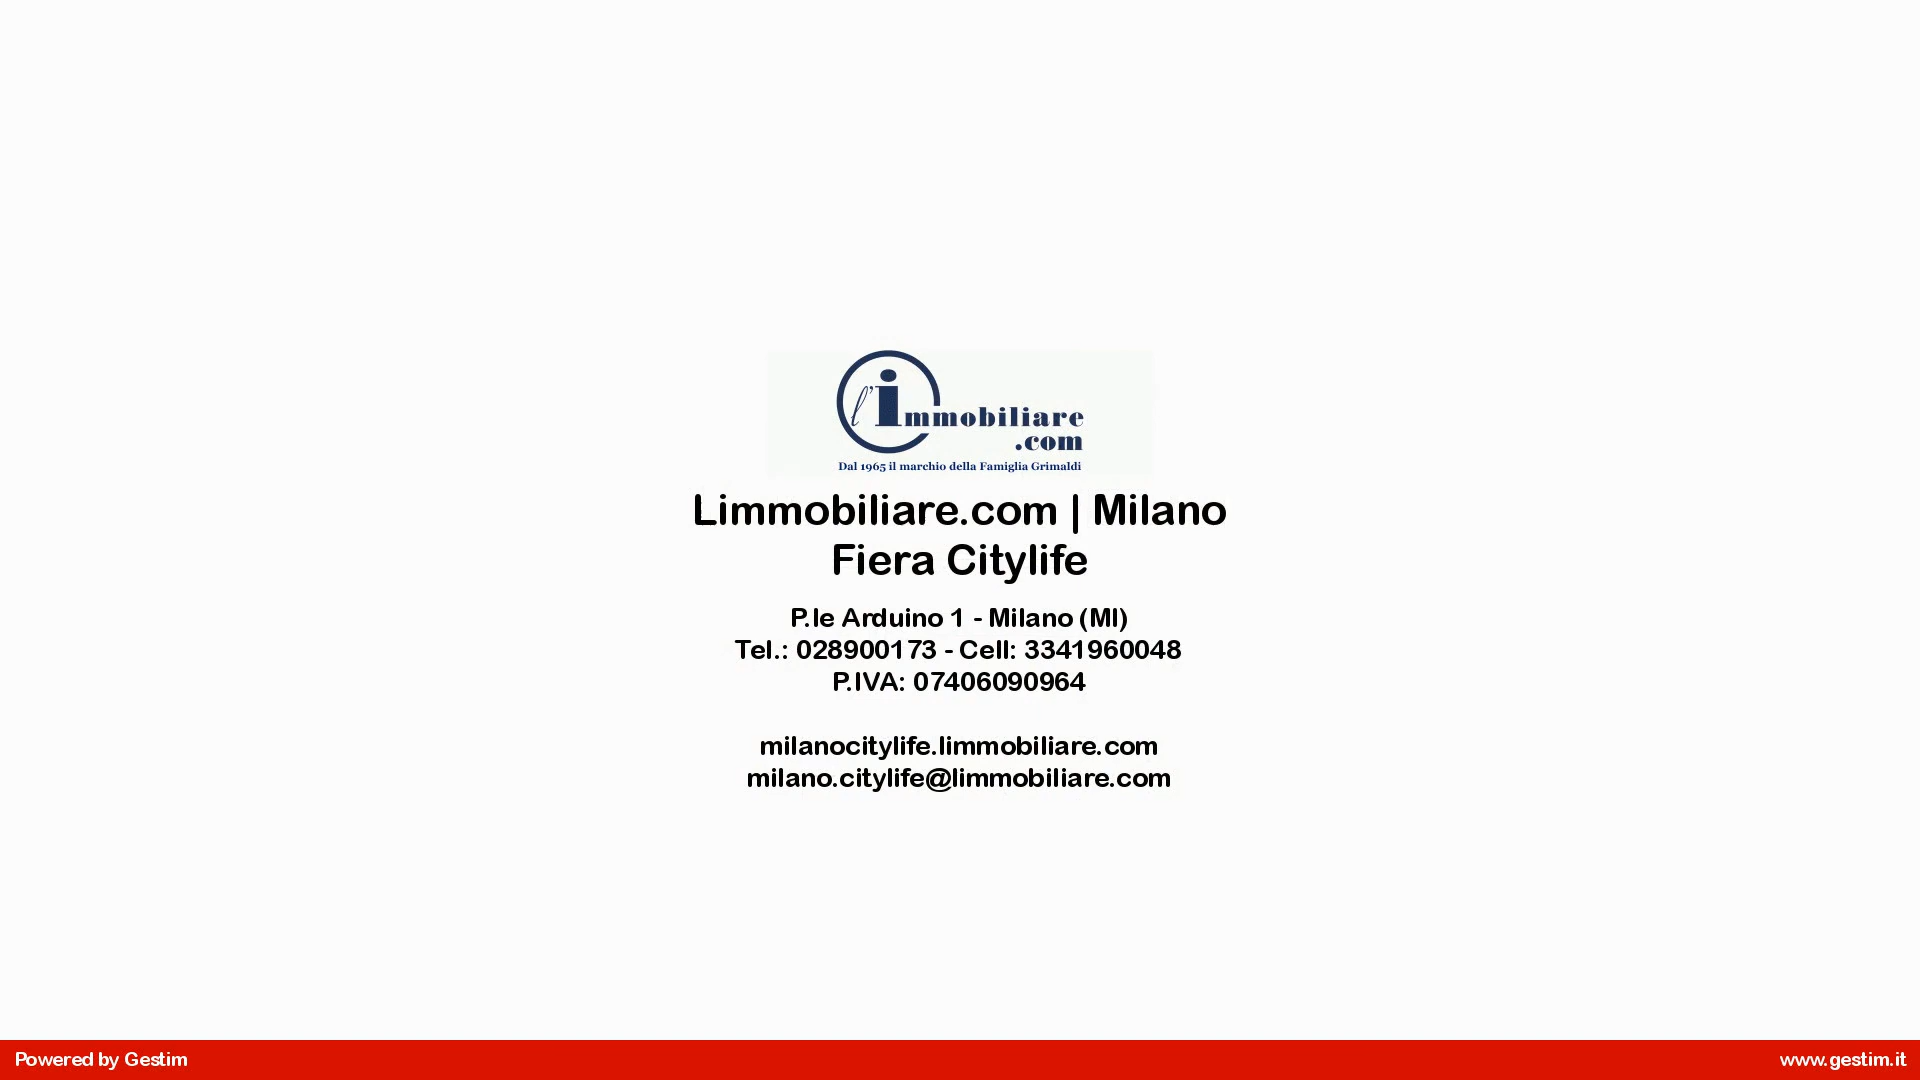 l'immobiliare
.com
Dal 1965 il marchio della Famiglia Grimaldi
Limmobiliare.com | Milano
Fiera Citylife
P.le Arduino 1 - Milano (MI)
Tel.: 028900173 - Cell: 3341960048
P.IVA: 07406090964
milanocitylife.limmobiliare.com
milano.citylife@limmobiliare.com
Powered by Gestim
www.gestim.it